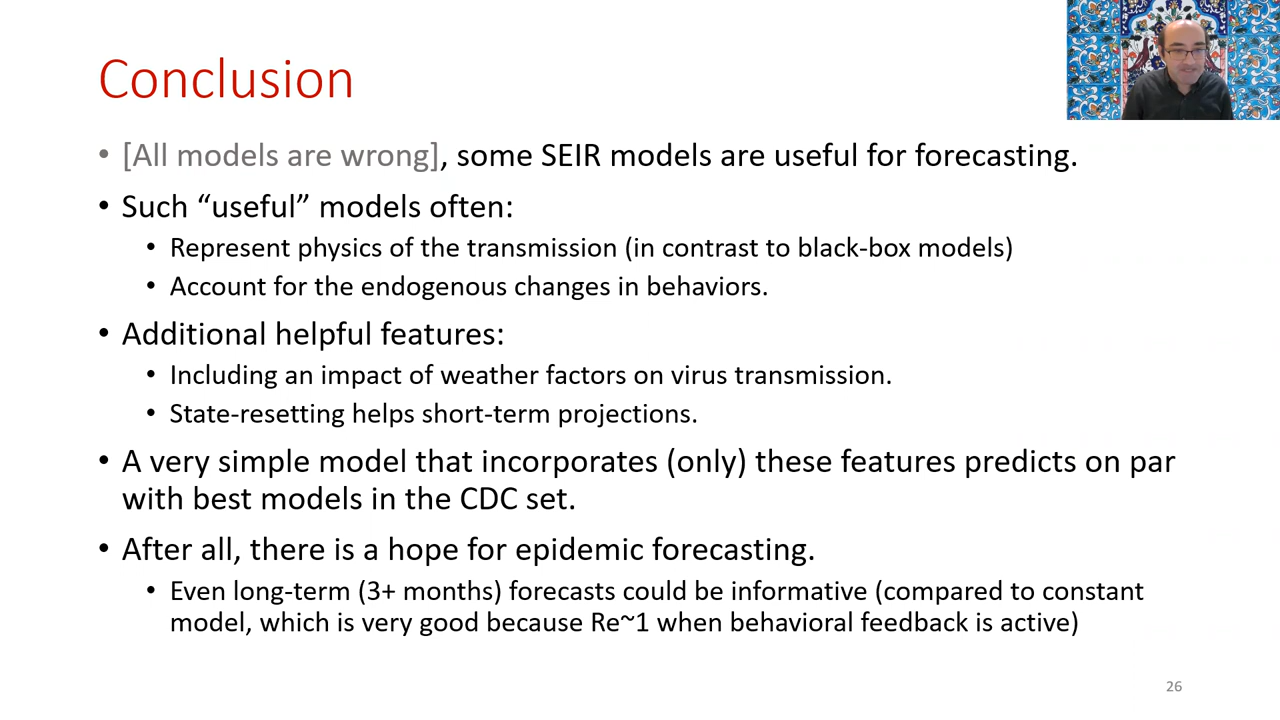 Conclusion
• [All models are wrong], some SEIR models are useful for forecasting.
• Such “useful” models often:
• Represent physics of the transmission (in contrast to black-box models)
• Account for the endogenous changes in behaviors.
• Additional helpful features:
• Including an impact of weather factors on virus transmission.
• State-resetting helps short-term projections.
• A very simple model that incorporates (only) these features predicts on par
with best models in the CDC set.
• After all, there is a hope for epidemic forecasting.
• Even long-term (3+ months) forecasts could be informative (compared to constant
model, which is very good because Re~1 when behavioral feedback is active)
26